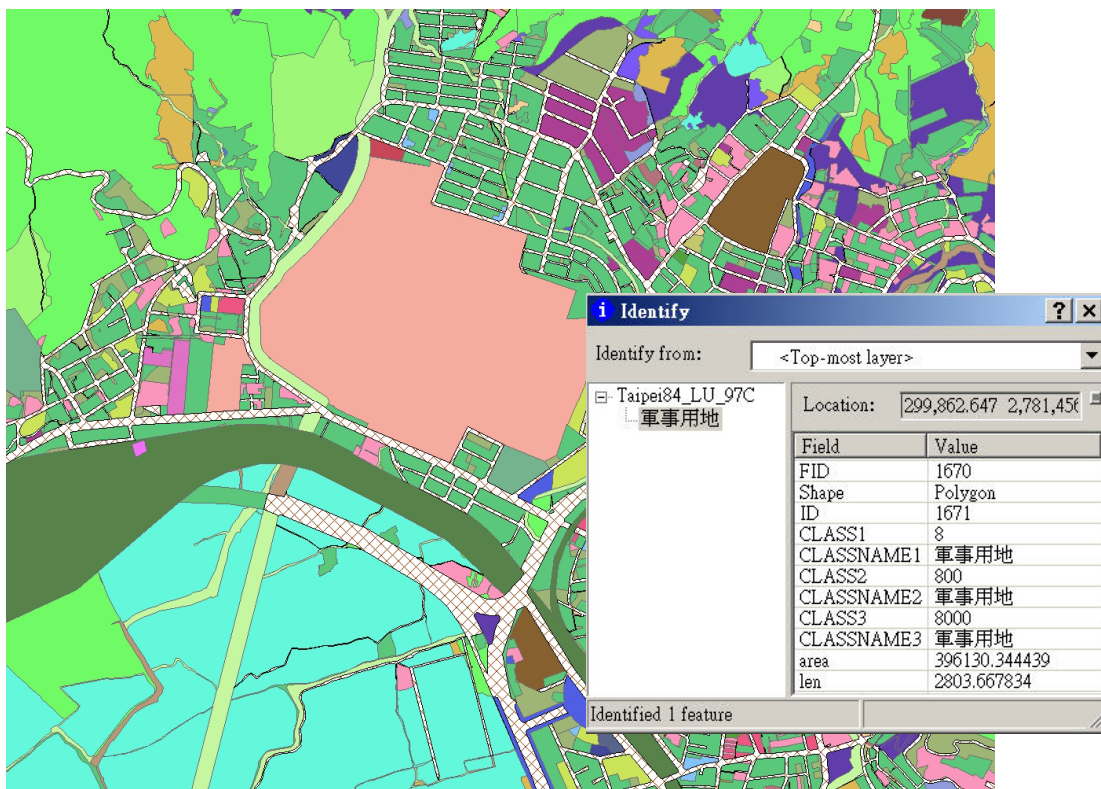 Identify
Identify from: <Top-most layer>
Taipei84_LU_97C
軍事用地
Location: 299,862.647 2,781,456
Field Value
FID 1670
Shape Polygon
ID 1671
CLASS1 8
CLASSNAME1 軍事用地
CLASS2 800
CLASSNAME2 軍事用地
CLASS3 8000
CLASSNAME3 軍事用地
area 396130.344439
len 2803.667834
Identified 1 feature